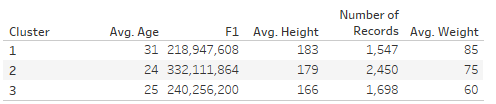 Number of
Cluster Avg. Age F1 Avg. Height Records Avg. Weight
1 31 218,947,608 183 1,547 85
2 24 332,111,864 179 2,450 75
3 25 240,256,200 166 1,698 60